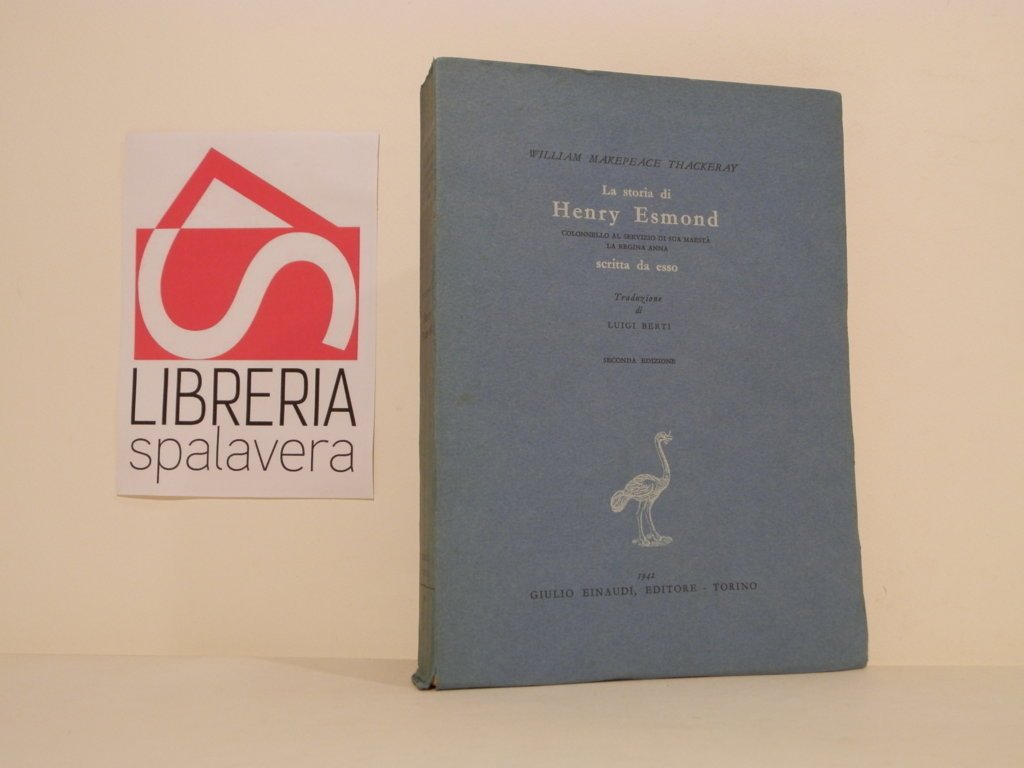 LIBRERIA
spalavera
WILLIAM MAKEPEACE THACKERAY
La storia di
Henry Esmond
COLONNELLO AL SERVIZIO DI SUA MAESTÀ
LA REGINA ANNA
scritta da esso
Traduzione
di
LUIGI BERTI
SECONDA EDIZIONE
1942
GIULIO EINAUDI, EDITORE - TORINO